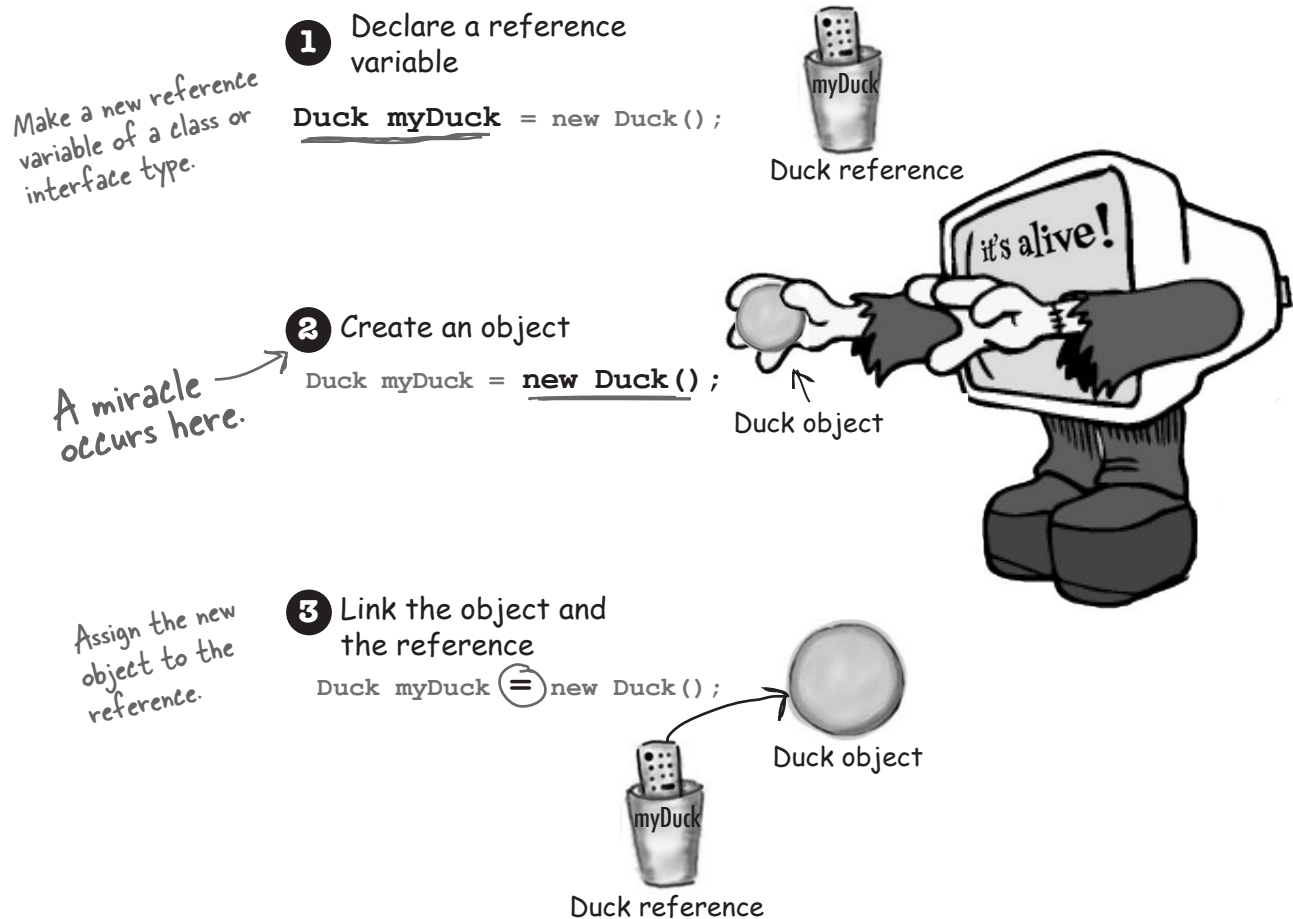 1 Declare a reference
variable
Make a new reference
variable of a class or
interface type.
Duck myDuck = new Duck();
myDuck
Duck reference
it's alive!
2 Create an object
A miracle
occurs here.
Duck myDuck = new Duck();
Duck object
3 Link the object and
the reference
Assign the new
object to the
reference.
Duck myDuck = new Duck();
Duck object
myDuck
Duck reference